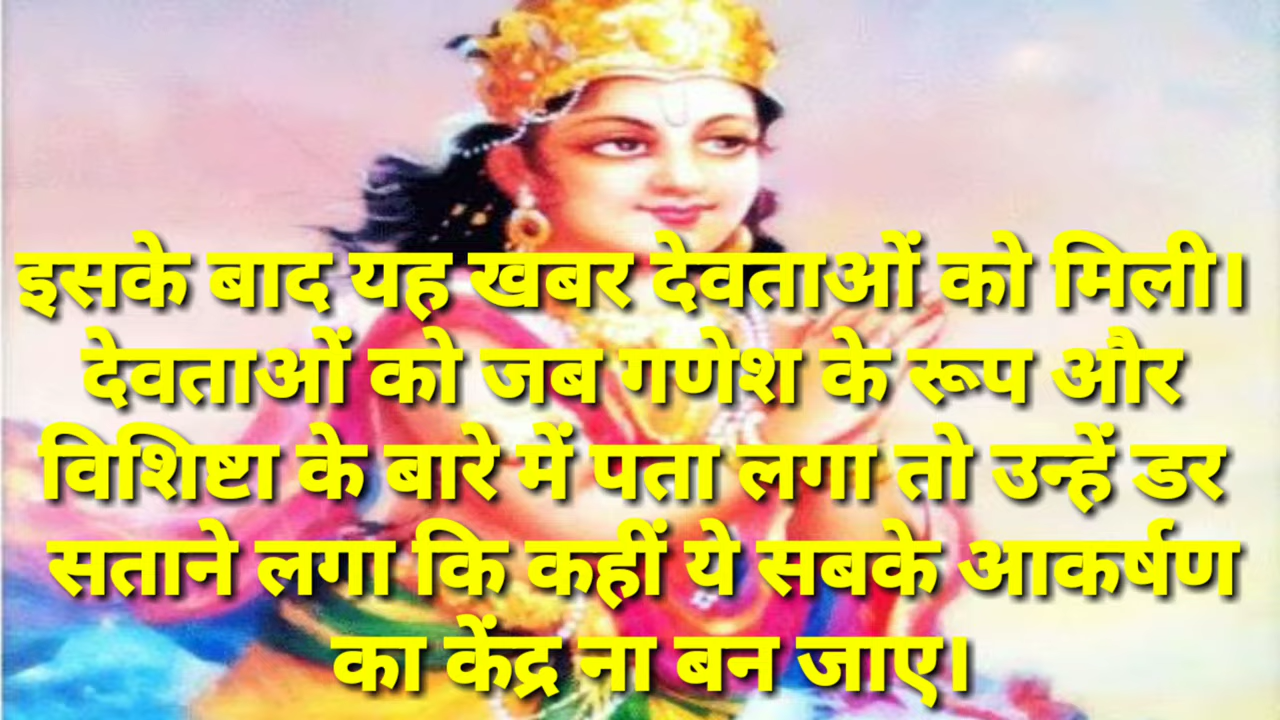 इसके बाद यह खबर देवताओं को मिली।
देवताओं को जब गणेश के रूप और
विशिष्टा के बारे में पता लगा तो उन्हें डर
सताने लगा कि कहीं ये सबके आकर्षण
का केंद्र ना बन जाए।